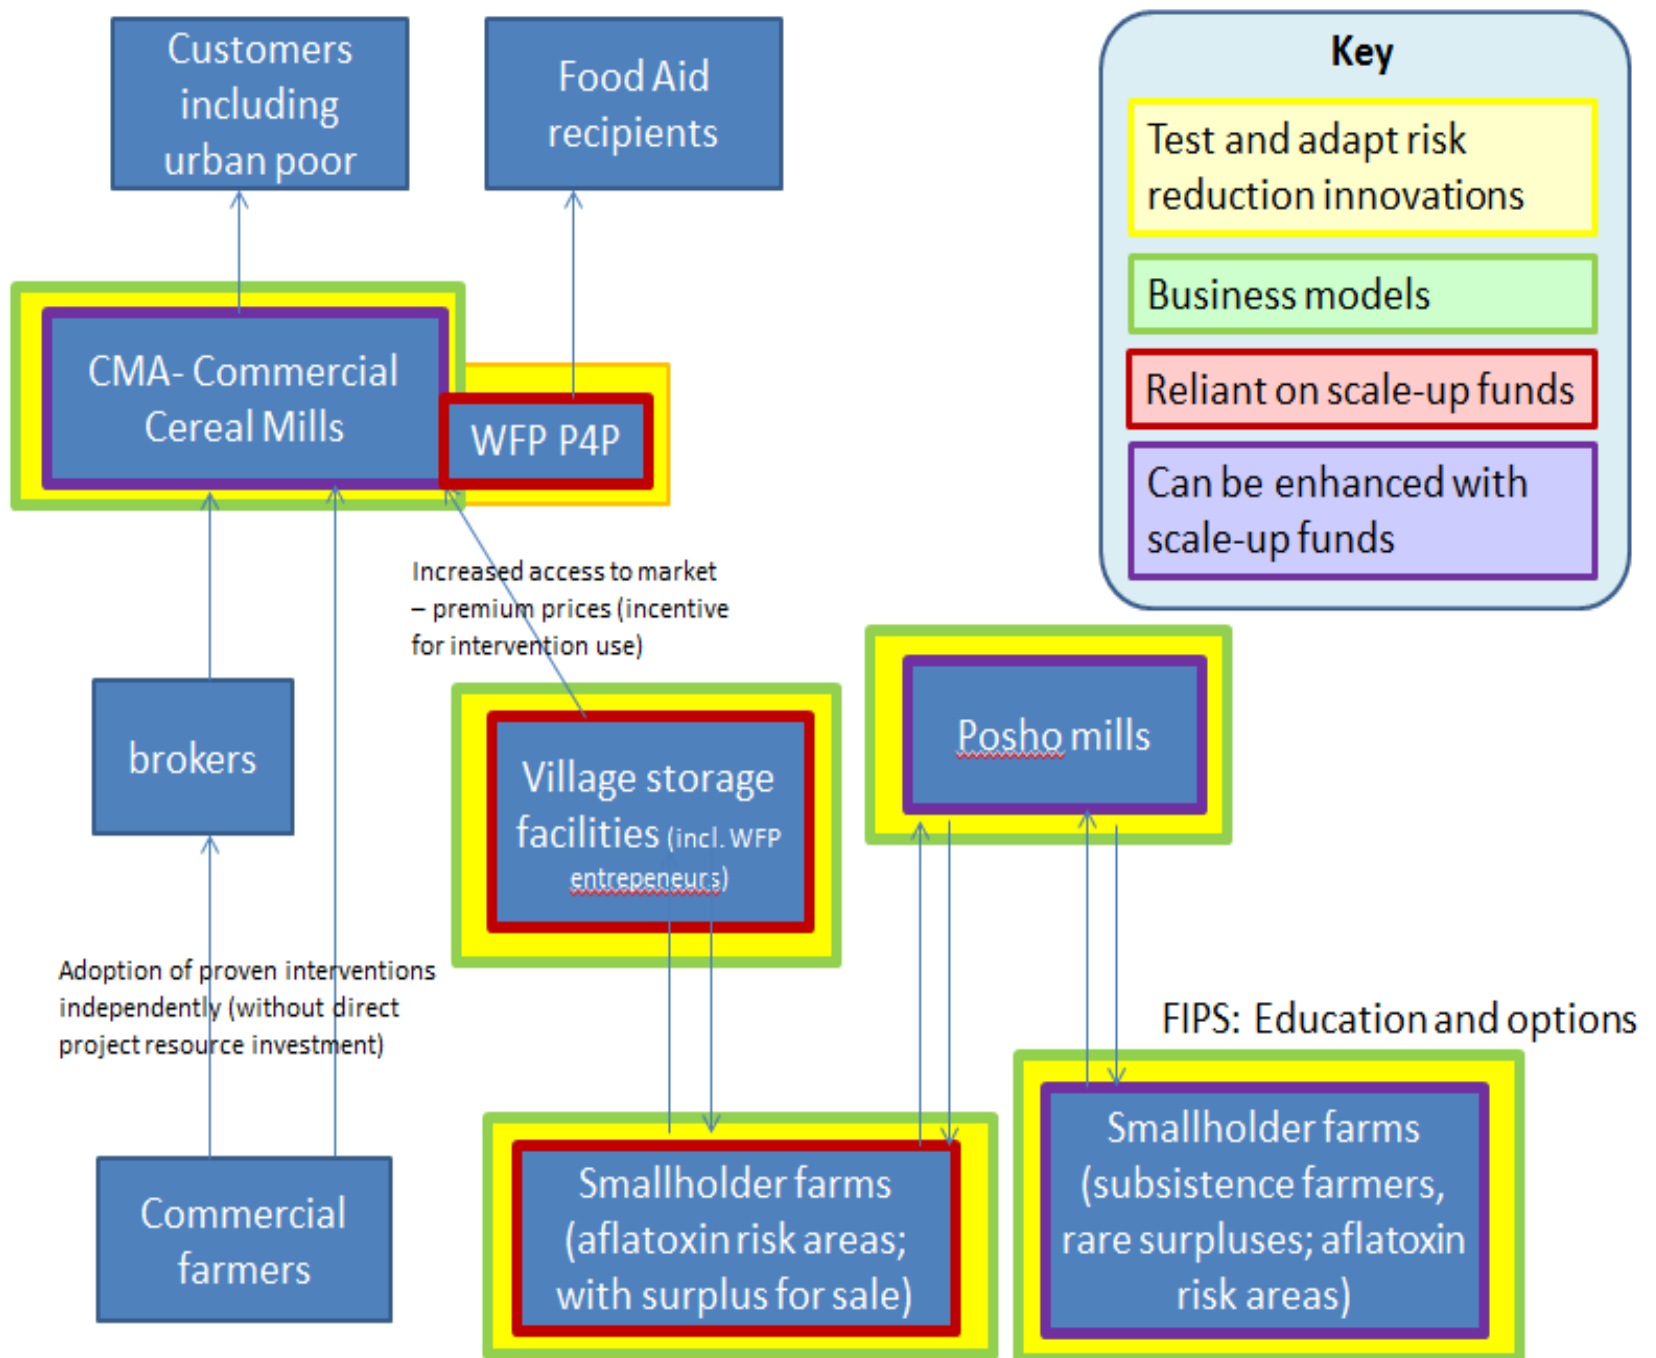 Customers
including
urban poor
Food Aid
recipients
Key
Test and adapt risk
reduction innovations
Business models
Reliant on scale-up funds
Can be enhanced with
scale-up funds
CMA- Commercial
Cereal Mills
WFP P4P
Increased access to market
– premium prices (incentive
for intervention use)
brokers
Village storage
facilities (incl. WFP
entrepeneurs)
Posho mills
Adoption of proven interventions
independently (without direct
project resource investment)
FIPS: Education and options
Commercial
farmers
Smallholder farms
(aflatoxin risk areas;
with surplus for sale)
Smallholder farms
(subsistence farmers,
rare surpluses; aflatoxin
risk areas)